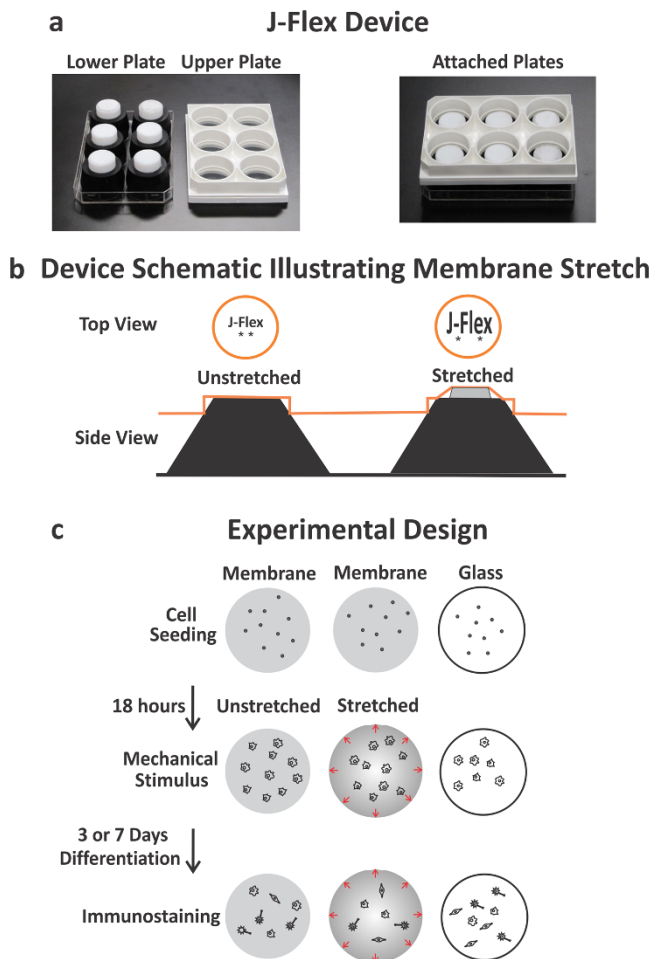 a J-Flex Device
Lower Plate Upper Plate Attached Plates
b Device Schematic Illustrating Membrane Stretch
Top View J-Flex J-Flex
* * * *
Unstretched Stretched
Side View
c Experimental Design
Membrane Membrane Glass
Cell
Seeding
18 hours Unstretched Stretched
Mechanical
Stimulus
3 or 7 Days
Differentiation
Immunostaining